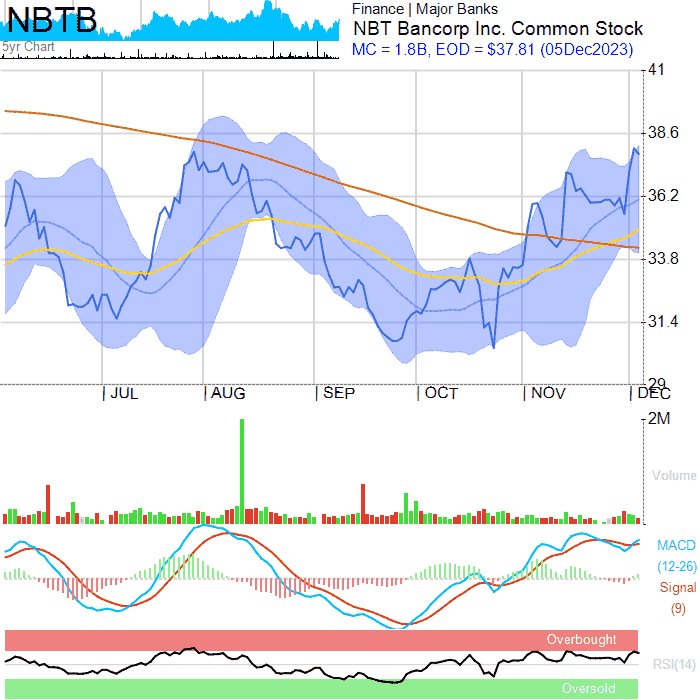 NBTB
5yr Chart
Finance | Major Banks
NBT Bancorp Inc. Common Stock
MC = 1.8B, EOD = $37.81 (05Dec2023)
41
38.6
36.2
33.8
31.4
29
JUL
AUG
SEP
OCT
NOV
DEC
2M
Volume
MACD
(12-26)
Signal
(9)
Overbought
RSI(14)
Oversold